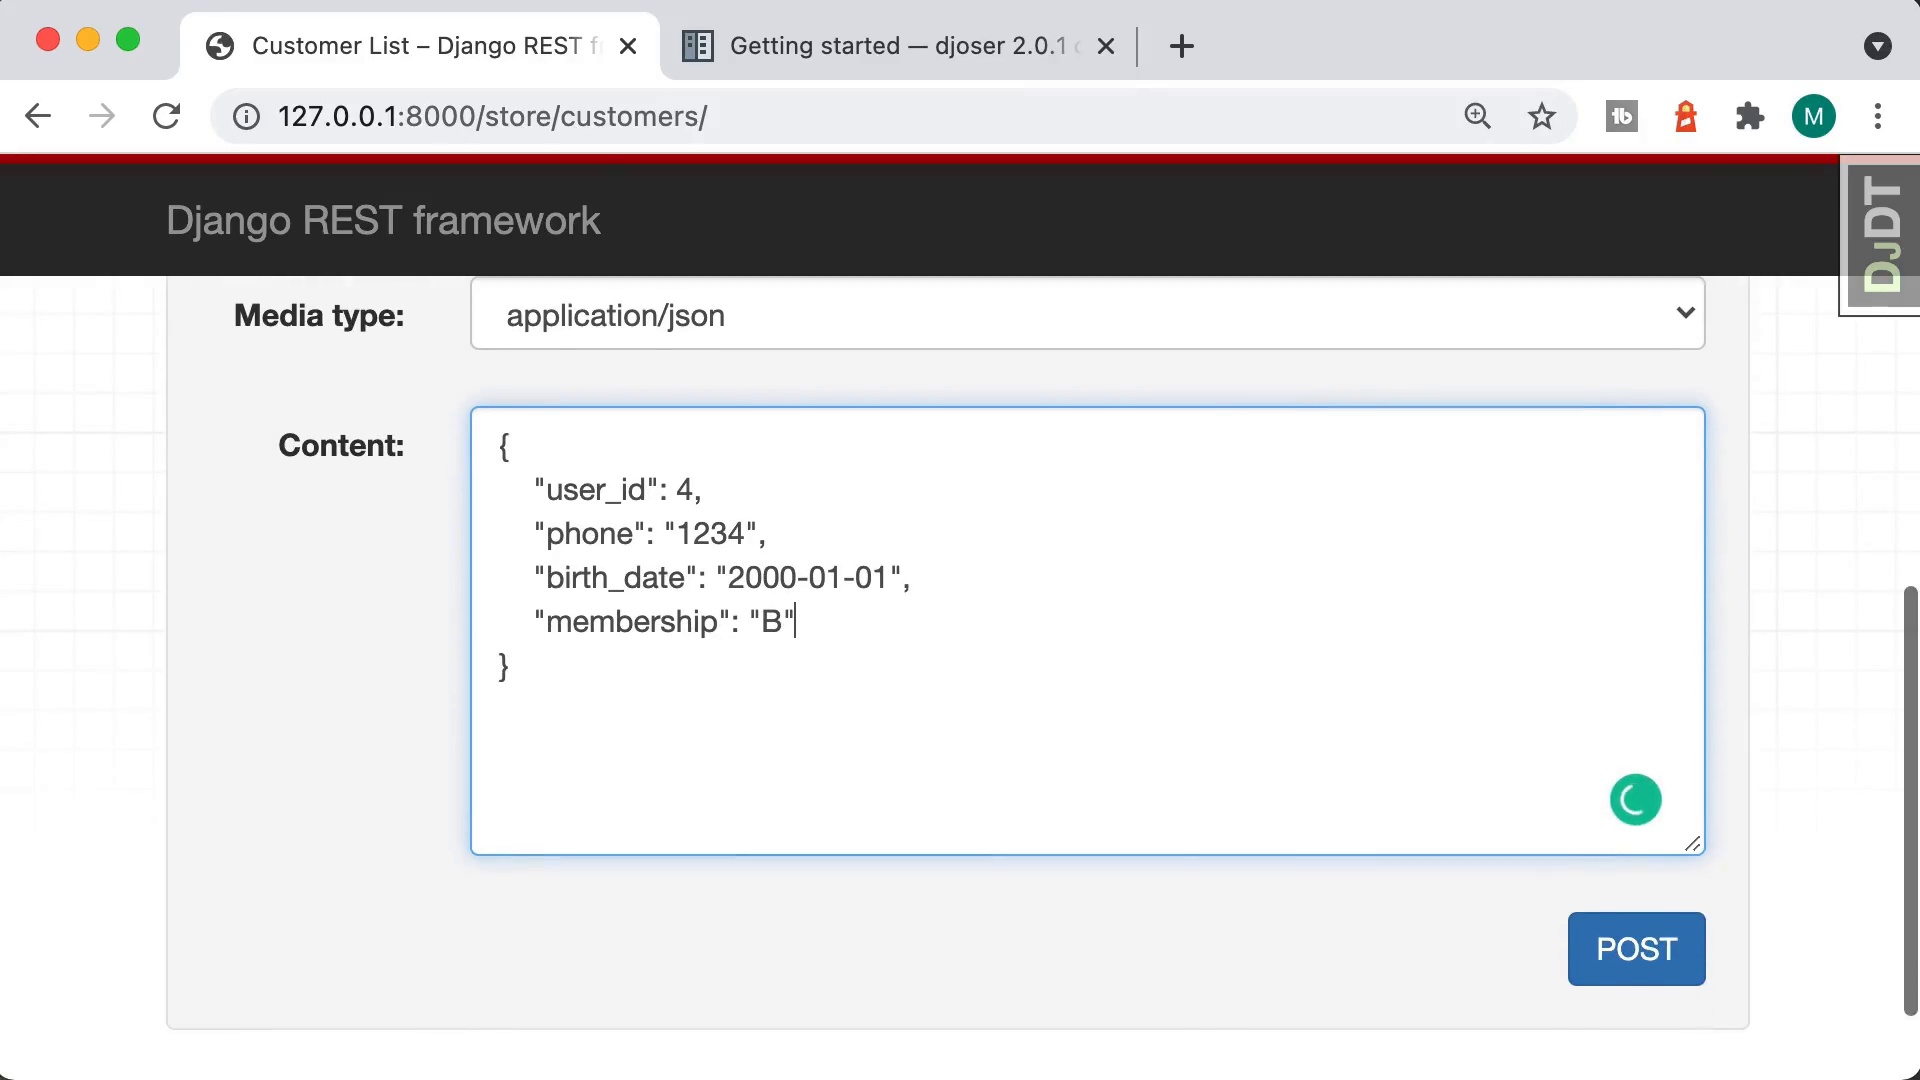 Customer List – Django REST f
Getting started — djoser 2.0.1
127.0.0.1:8000/store/customers/
M
Django REST framework
DJDT
Media type:
application/json
Content:
{
"user_id": 4,
"phone": "1234",
"birth_date": "2000-01-01",
"membership": "B"
}
POST